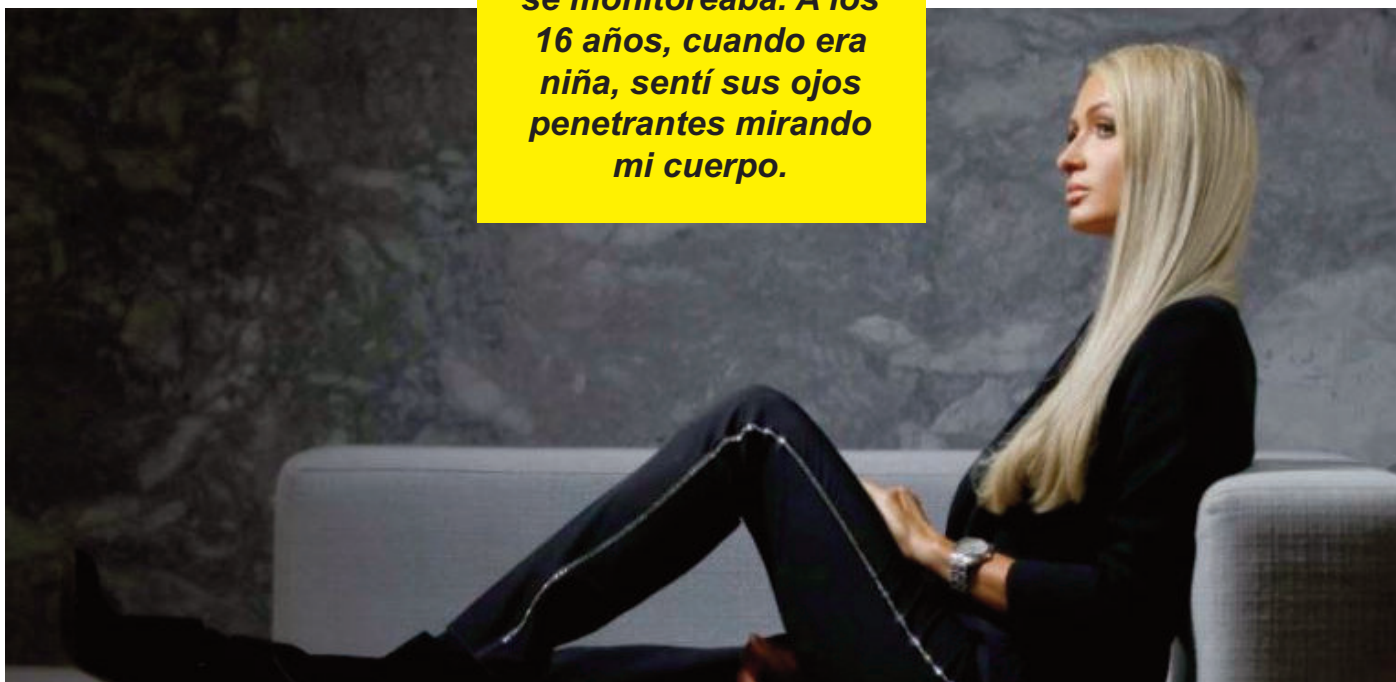 se monitoreaba. A los
16 años, cuando era
niña, sentí sus ojos
penetrantes mirando
mi cuerpo.